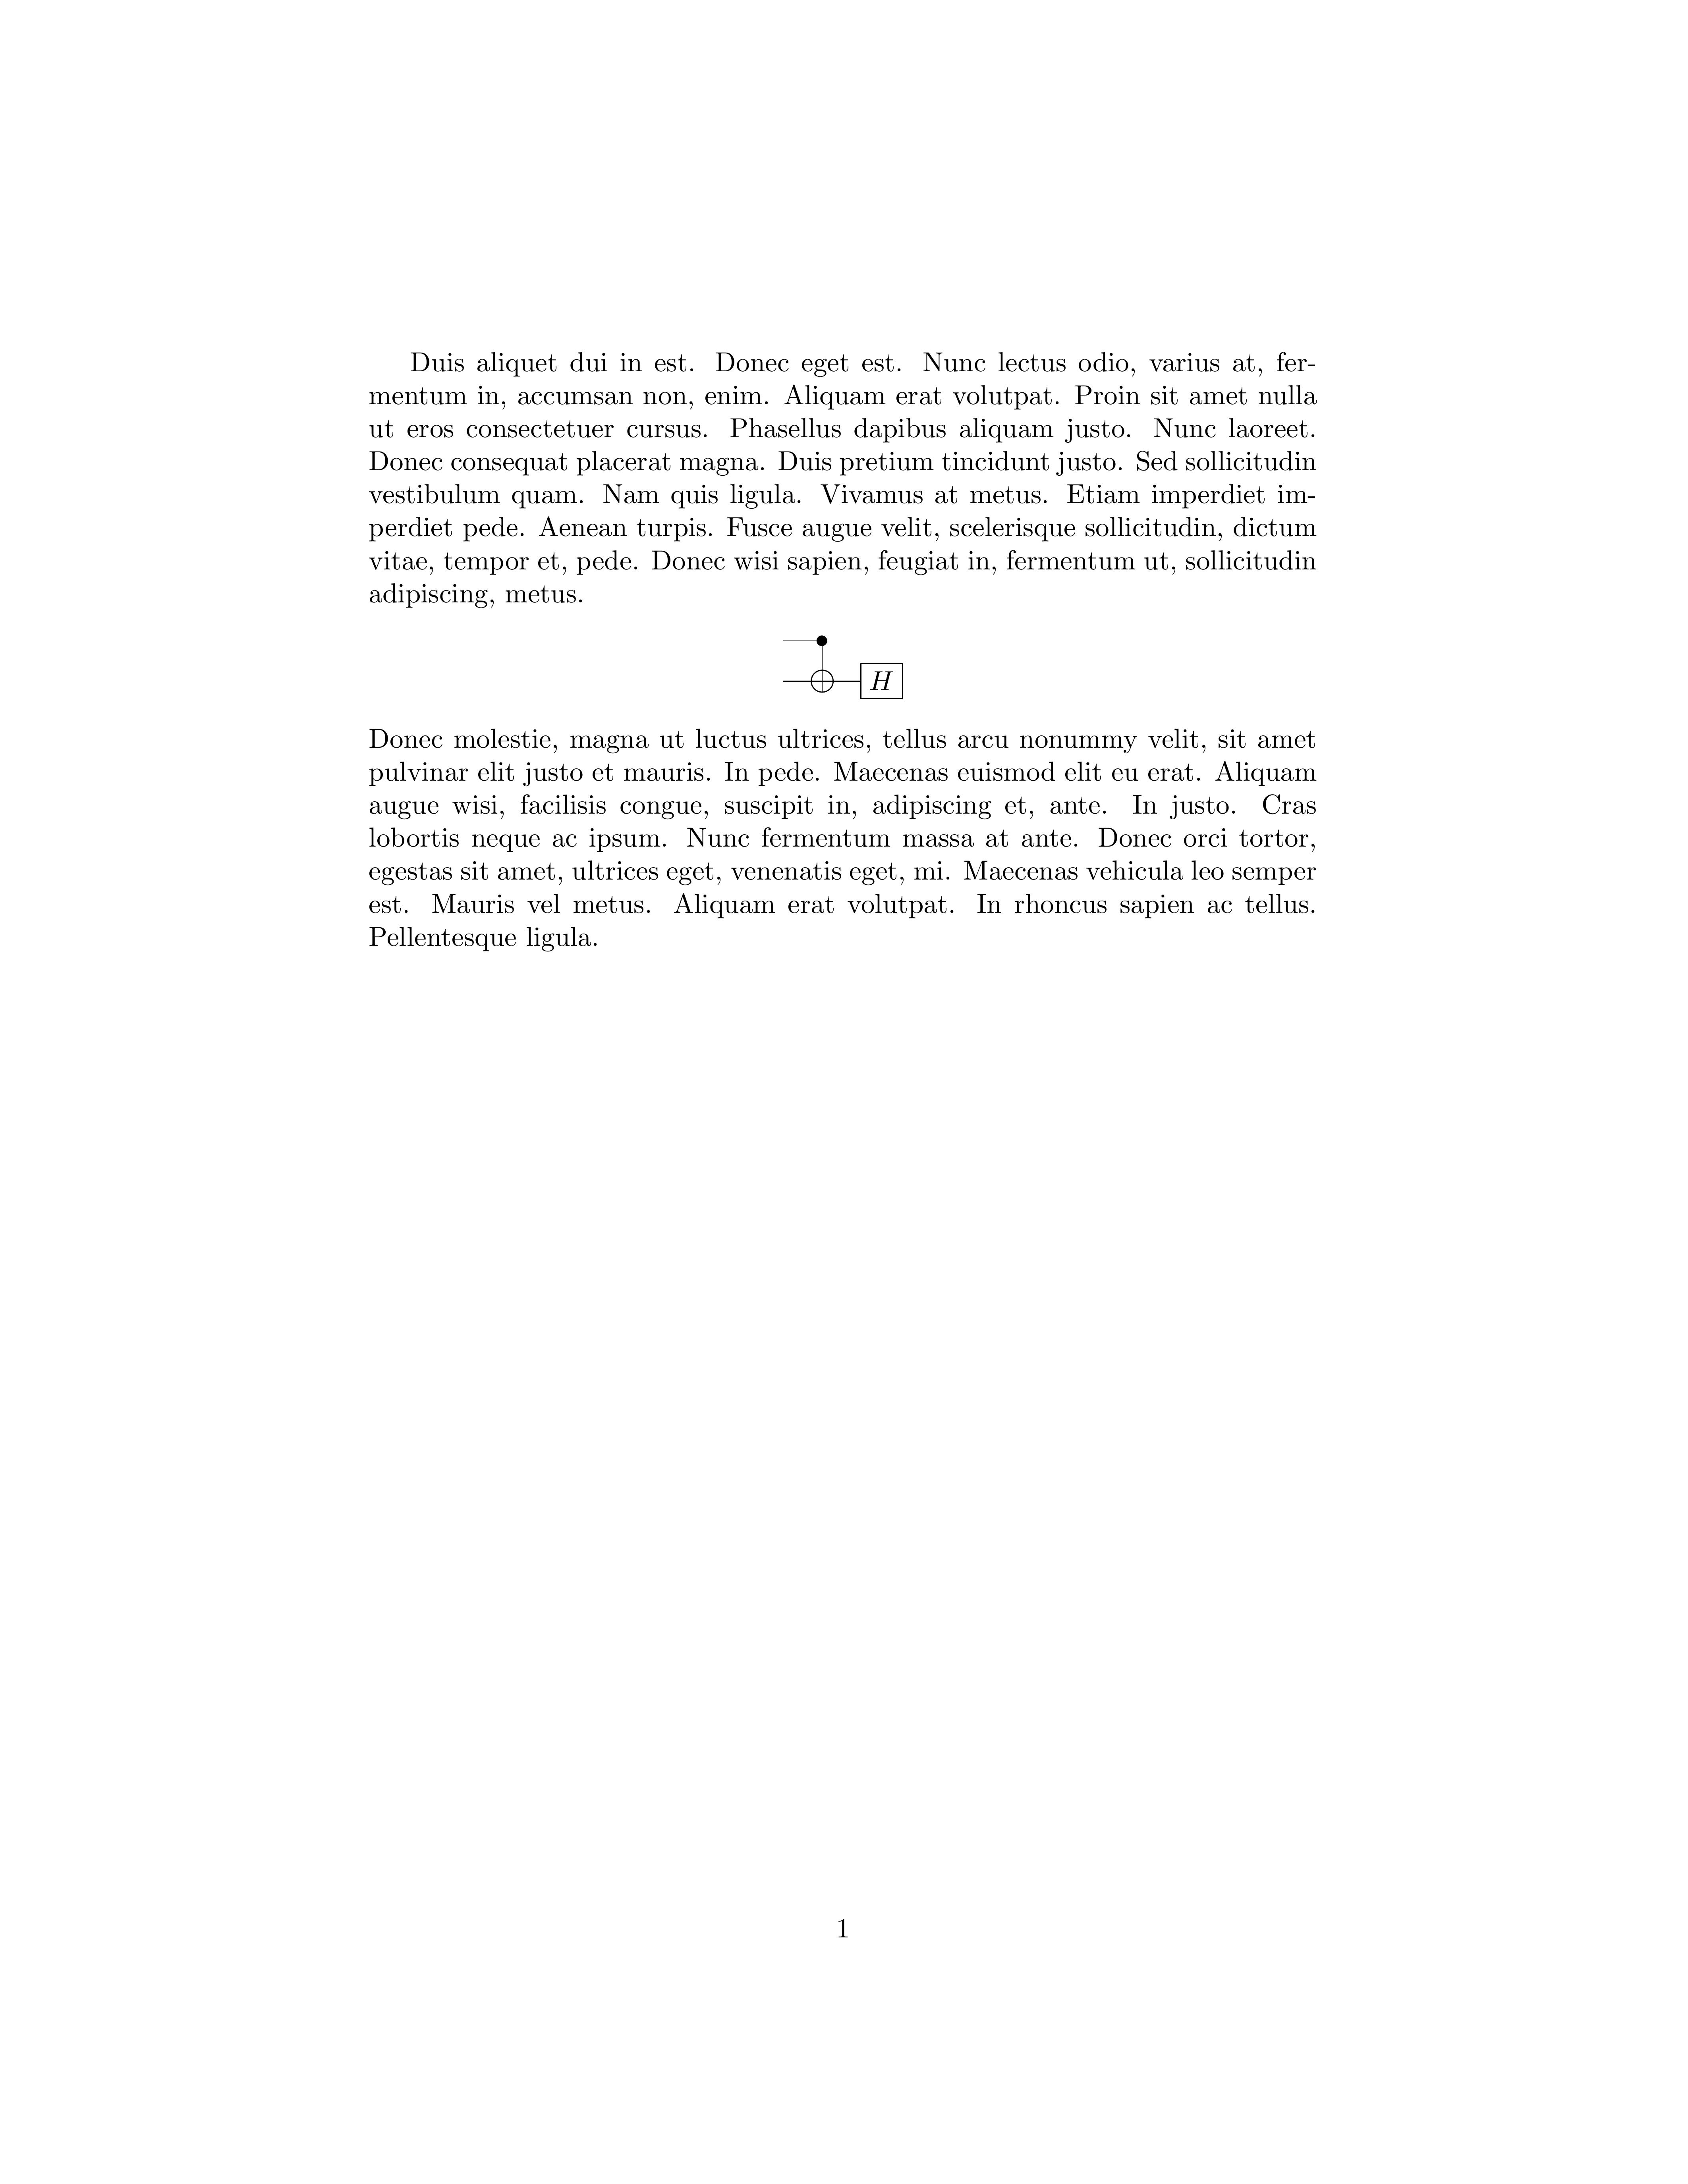 Duis aliquet dui in est. Donec eget est. Nunc lectus odio, varius at, fer-
mentum in, accumsan non, enim. Aliquam erat volutpat. Proin sit amet nulla
ut eros consectetuer cursus. Phasellus dapibus aliquam justo. Nunc laoreet.
Donec consequat placerat magna. Duis pretium tincidunt justo. Sed sollicitudin
vestibulum quam. Nam quis ligula. Vivamus at metus. Etiam imperdiet im-
perdiet pede. Aenean turpis. Fusce augue velit, scelerisque sollicitudin, dictum
vitae, tempor et, pede. Donec wisi sapien, feugiat in, fermentum ut, sollicitudin
adipiscing, metus.
H
Donec molestie, magna ut luctus ultrices, tellus arcu nonummy velit, sit amet
pulvinar elit justo et mauris. In pede. Maecenas euismod elit eu erat. Aliquam
augue wisi, facilisis congue, suscipit in, adipiscing et, ante. In justo. Cras
lobortis neque ac ipsum. Nunc fermentum massa at ante. Donec orci tortor,
egestas sit amet, ultrices eget, venenatis eget, mi. Maecenas vehicula leo semper
est. Mauris vel metus. Aliquam erat volutpat. In rhoncus sapien ac tellus.
Pellentesque ligula.
1